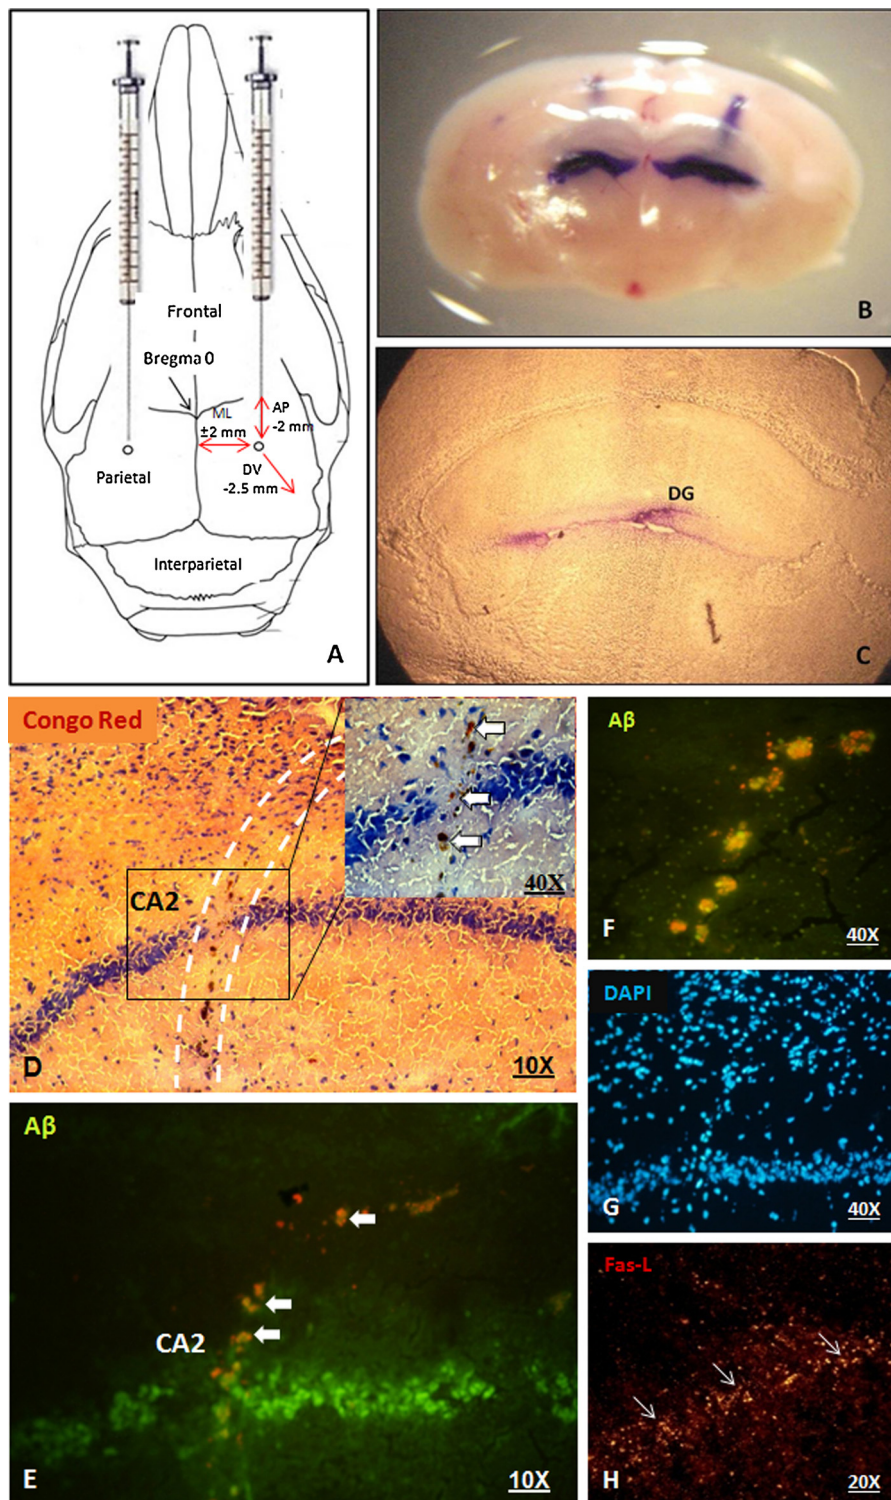 Frontal
Bregma 0
ML
±2 mm
AP
-2 mm
DV
-2.5 mm
Parietal
Interparietal
A
B
DG
C
Congo Red
CA2
40X
D
10X
Aβ
CA2
E
10X
Aβ
F
40X
DAPI
G
40X
Fas-L
H
20X